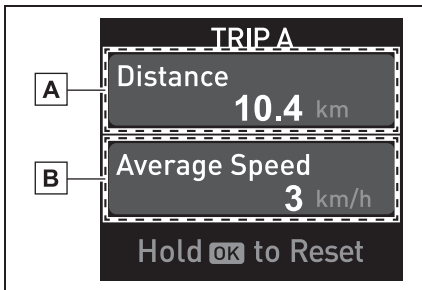 TRIP A
A
Distance
10.4 km
B
Average Speed
3 km/h
Hold OK to Reset